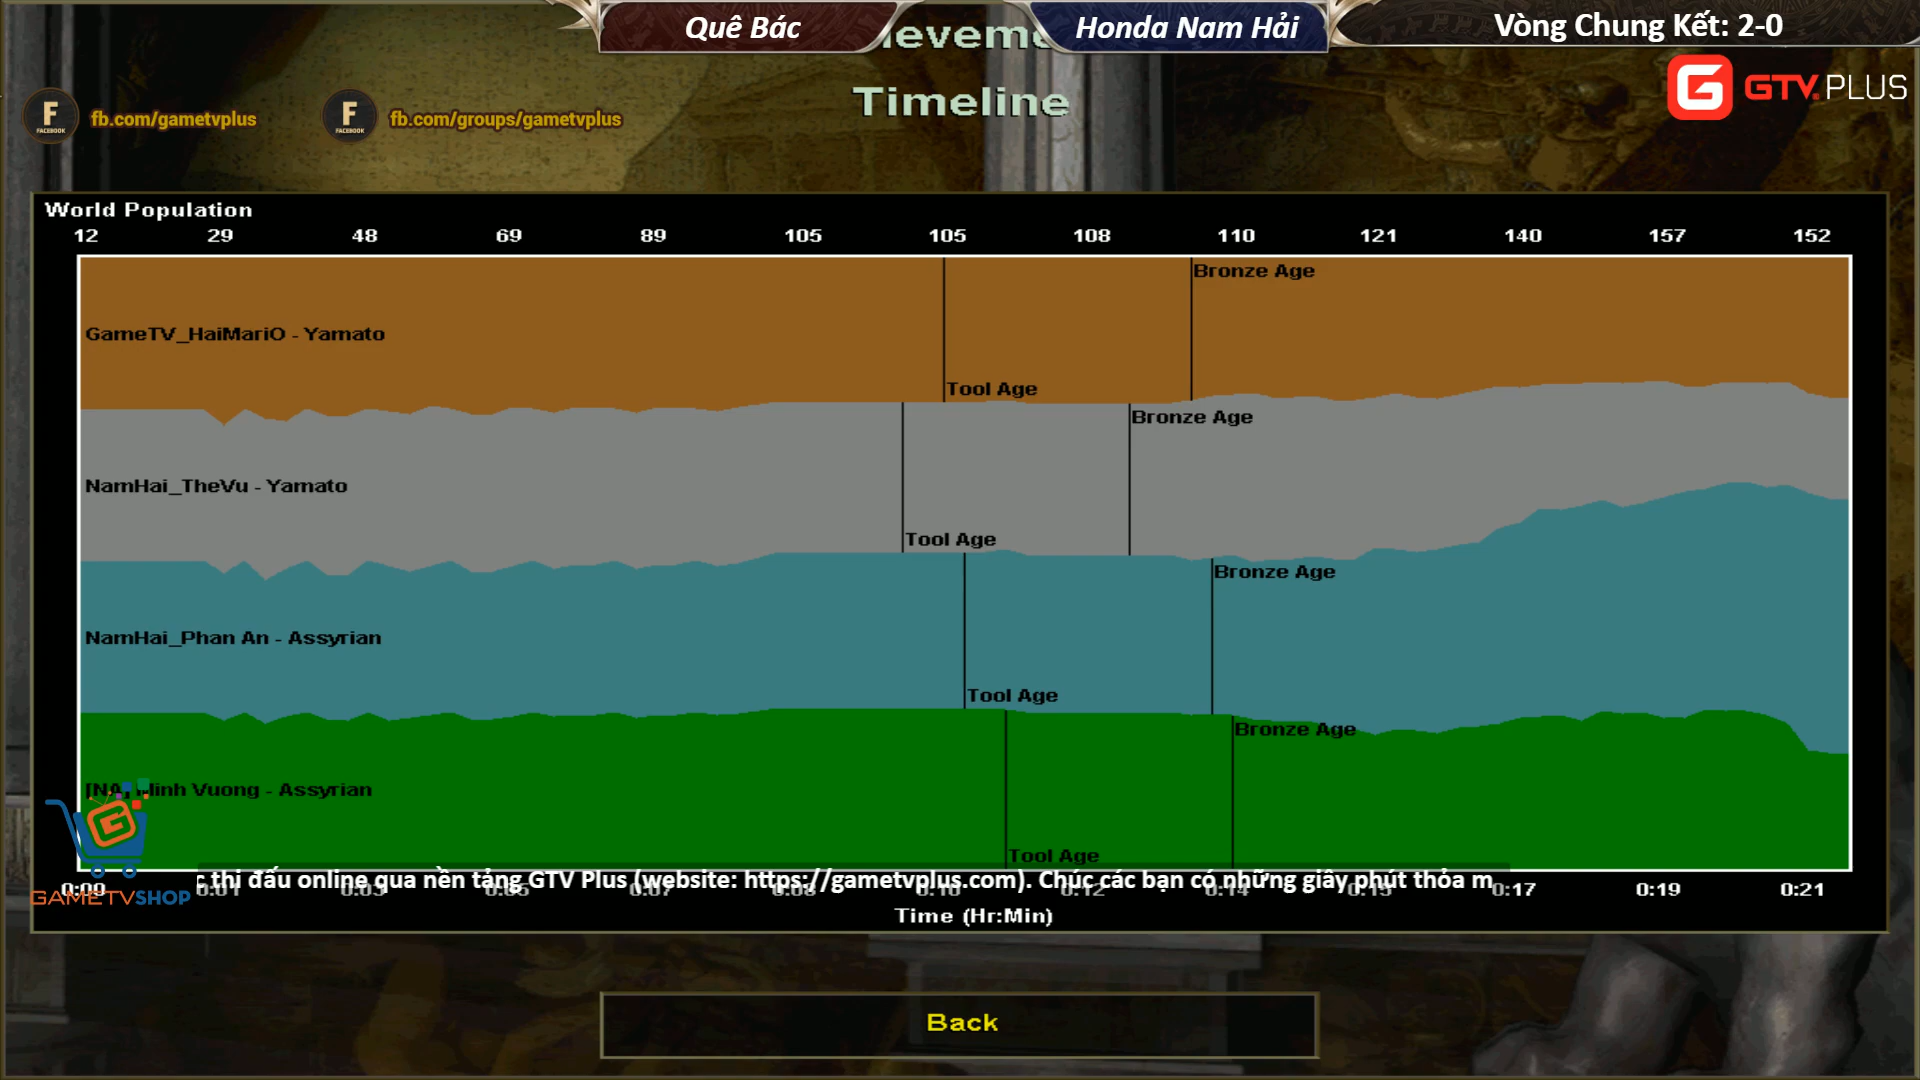 Quê Bác
Honda Nam Hải
Vòng Chung Kết: 2-0
Timeline
F
FACEBOOK
fb.com/gametvplus
F
FACEBOOK
fb.com/groups/gametvplus
G GTV PLUS
World Population
12 29 48 69 89 105 105 108 110 121 140 157 152
Bronze Age
GameTV_HaiMariO - Yamato
Tool Age
Bronze Age
NamHai_TheVu - Yamato
Tool Age
Bronze Age
NamHai_Phan An - Assyrian
Tool Age
Bronze Age
Vuong - Assyrian
Tool Age
thi đấu online qua nền tảng GTV Plus (website: https://gametvplus.com). Chúc các bạn có những giây phút thỏa m
0:17 0:19 0:21
GAMETVSHOP
Time (Hr:Min)
Back